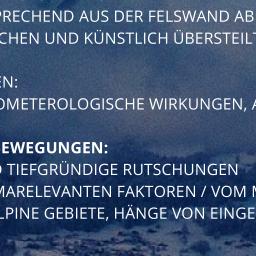 PRECHEND AUS DER FELSWAND AB
CHEN UND KÜNSTLICH ÜBERSTEILT
EN:
OMETEROLOGISCHE WIRKUNGEN, A
BEWEGUNGEN:
D TIEFGRÜNDIGE RUTSCHUNGEN
MARELEVANTEN FAKTOREN / VOM M
LPINE GEBIETE, HÄNGE VON EINGE